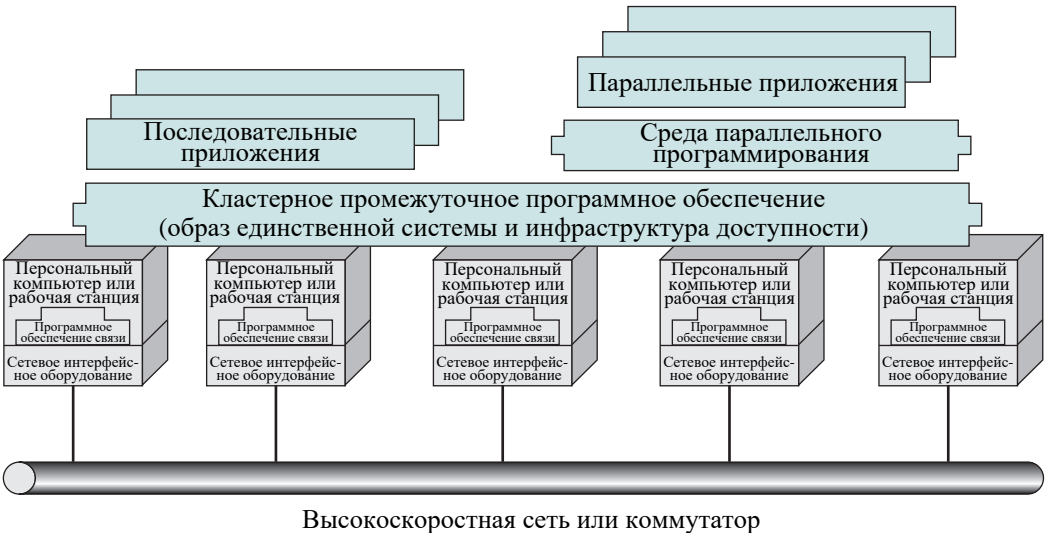 Параллельные приложения
Последовательные
приложения
Среда параллельного
программирования
Кластерное промежуточное программное обеспечение
(образ единственной системы и инфраструктура доступности)
Персональный
компьютер или
рабочая станция
Программное
обеспечение связи
Сетевое интерфейс-
ное оборудование
Персональный
компьютер или
рабочая станция
Программное
обеспечение связи
Сетевое интерфейс-
ное оборудование
Персональный
компьютер или
рабочая станция
Программное
обеспечение связи
Сетевое интерфейс-
ное оборудование
Персональный
компьютер или
рабочая станция
Программное
обеспечение связи
Сетевое интерфейс-
ное оборудование
Персональный
компьютер или
рабочая станция
Программное
обеспечение связи
Сетевое интерфейс-
ное оборудование
Высокоскоростная сеть или коммутатор